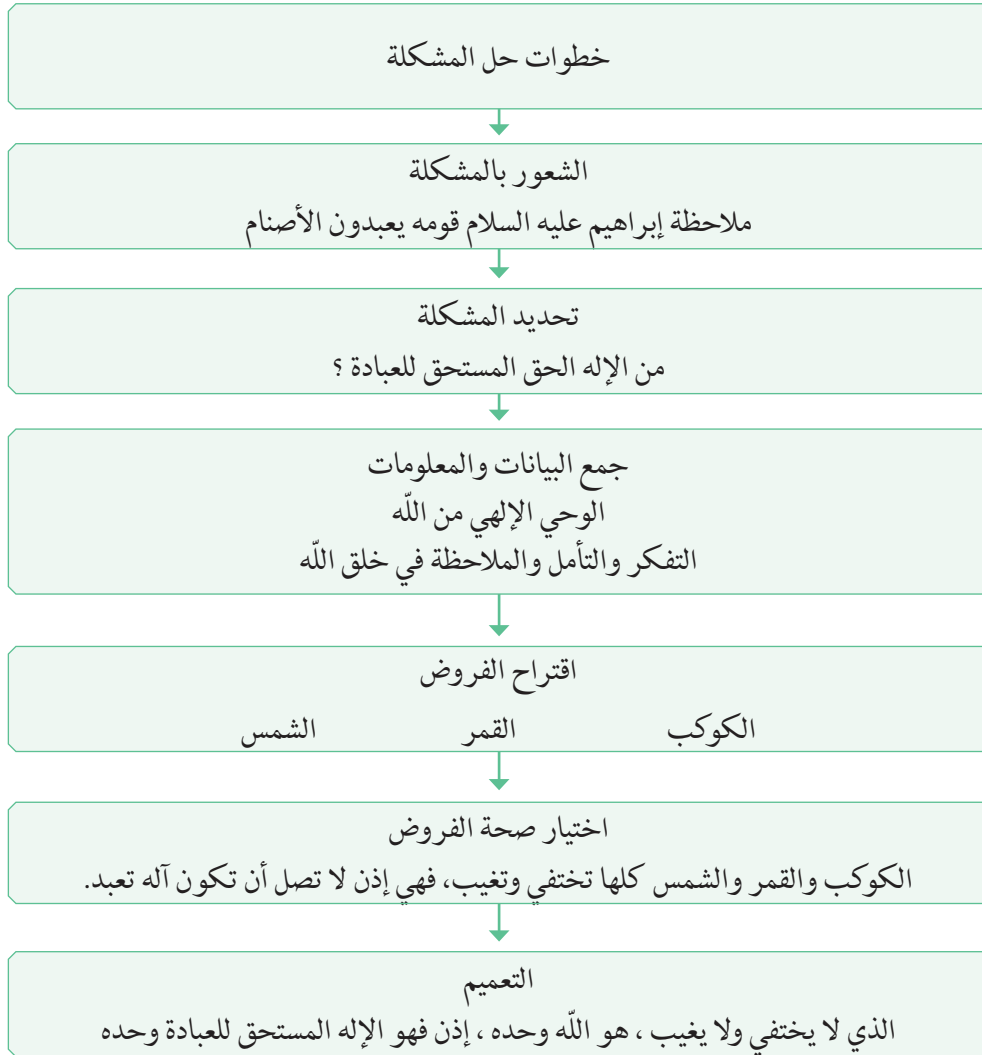 خطوات حل المشكلة
الشعور بالمشكلة
ملاحظة إبراهيم عليه السلام قومه يعبدون الأصنام
تحديد المشكلة
من الإله الحق المستحق للعبادة ؟
جمع البيانات والمعلومات
الوحي الإلهي من اللّه
التفكر والتأمل والملاحظة في خلق اللّه
اقتراح الفروض
الكوكب القمر الشمس
اختيار صحة الفروض
الكوكب والقمر والشمس كلها تختفي وتغيب، فهي إذن لا تصل أن تكون آله تعبد.
التعميم
الذي لا يختفي ولا يغيب ، هو اللّه وحده ، إذن فهو الإله المستحق للعبادة وحده